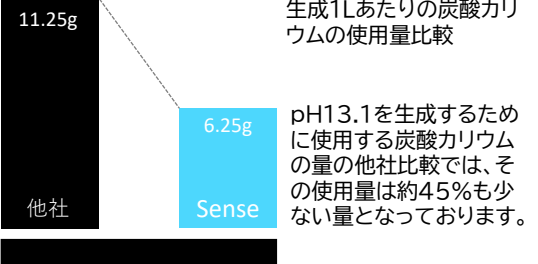 11.25g
生成1Lあたりの炭酸カリ
ウムの使用量比較
6.25g
pH13.1を生成するため
に使用する炭酸カリウム
の量の他社比較では、そ
の使用量は約45%も少
ない量となっております。
他社
Sense